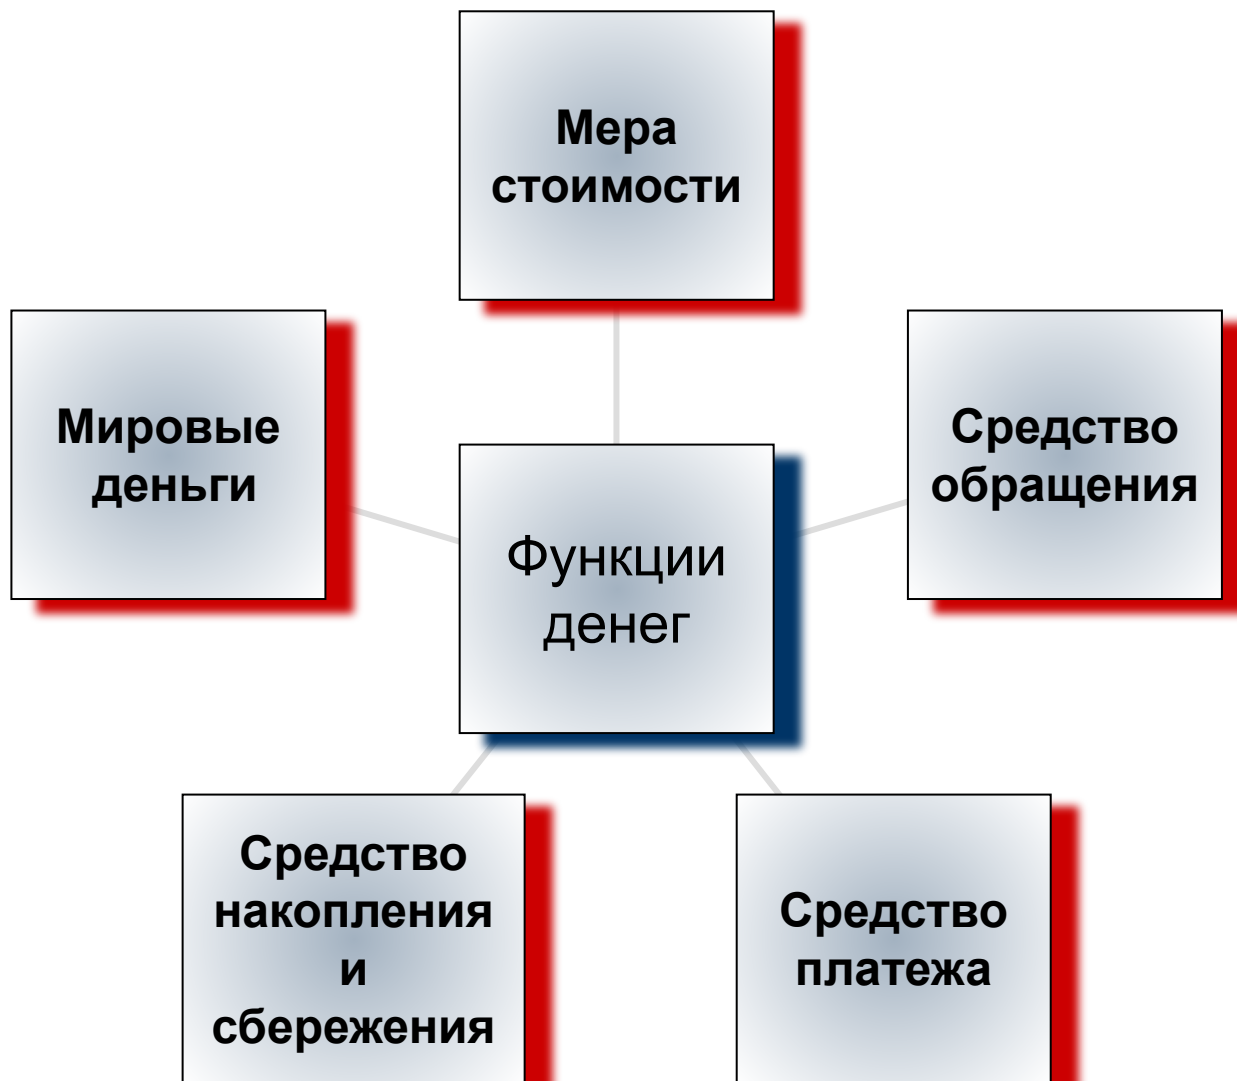 Мера
стоимости
Мировые
деньги
Средство
обращения
Функции
денег
Средство
накопления
и
сбережения
Средство
платежа